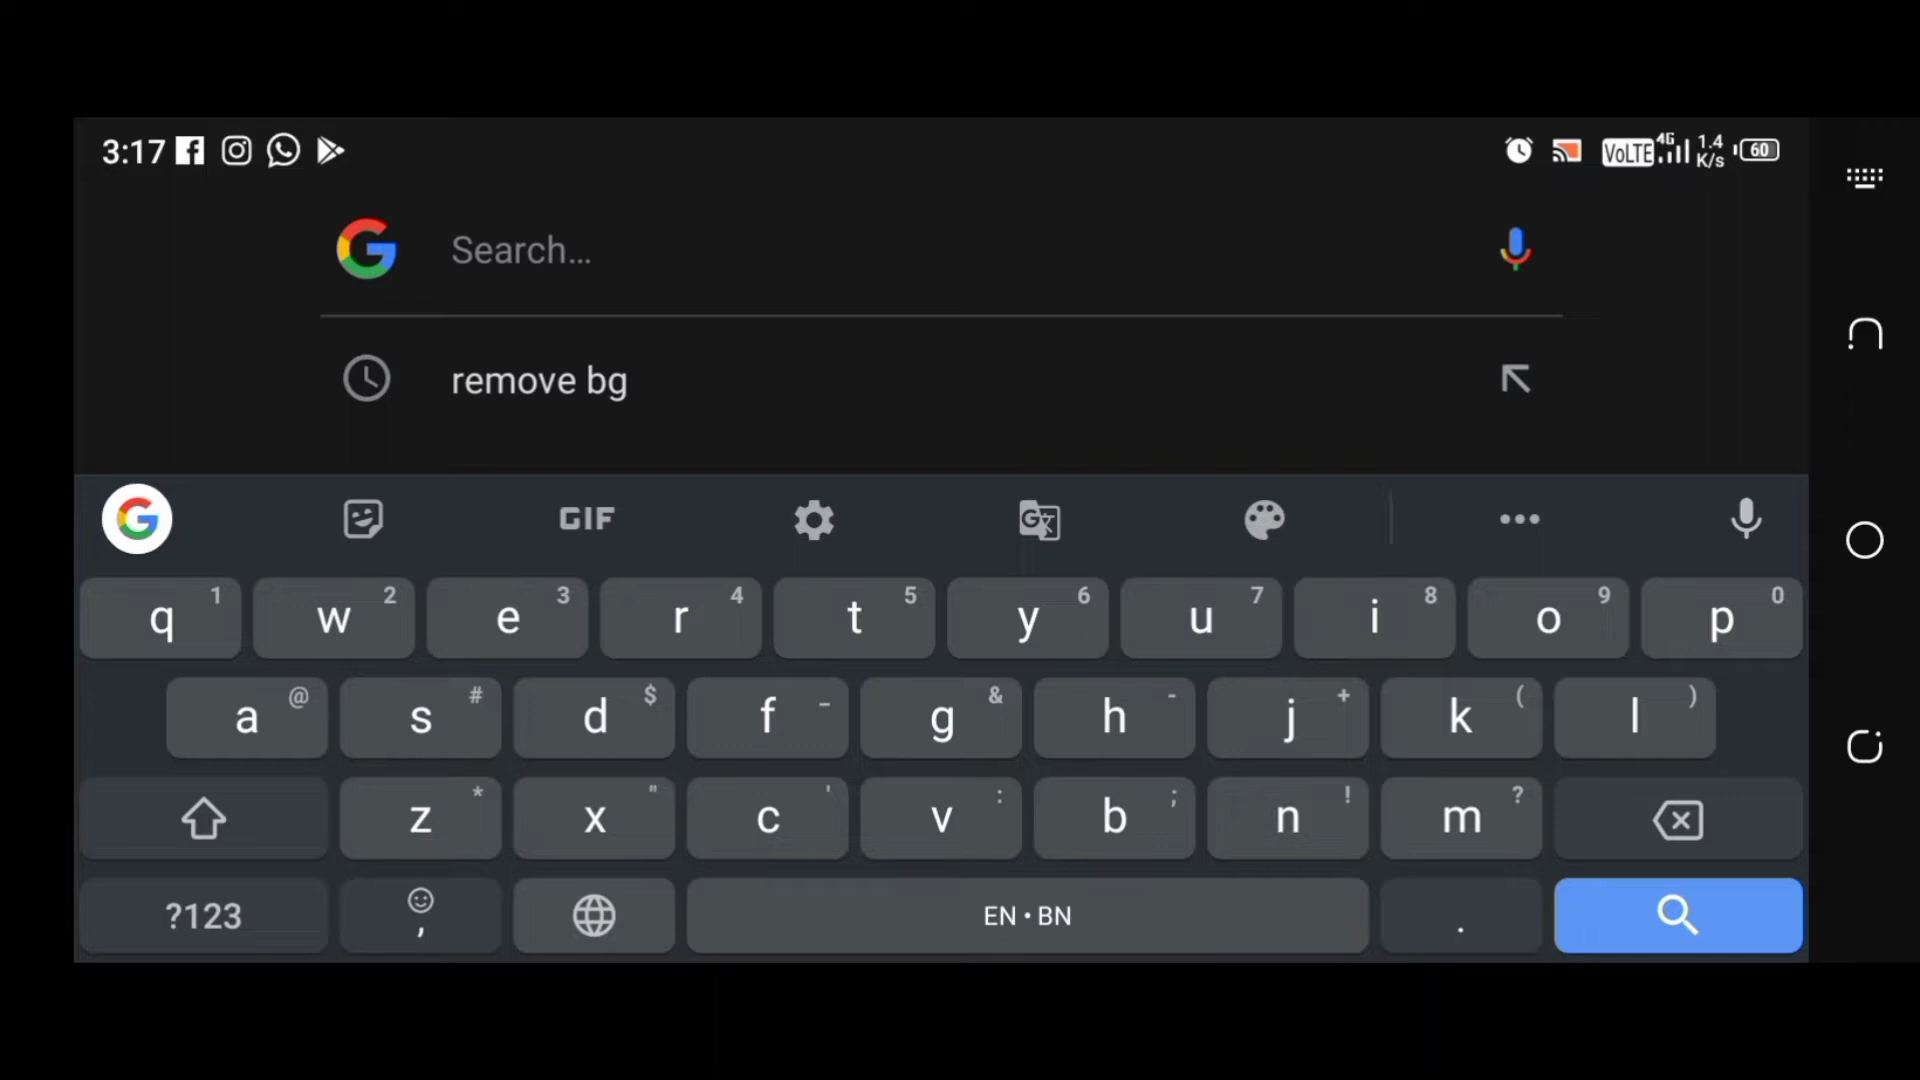 3:17 VoLTE 4G 1.4 K/s 60
Search...
remove bg
GIF
q 1 w 2 e 3 r 4 t 5 y 6 u 7 i 8 o 9 p 0
a @ s # d $ f _ g & h - j + k ( l )
z * x " c ' v : b ; n ! m ?
?123 , EN • BN .